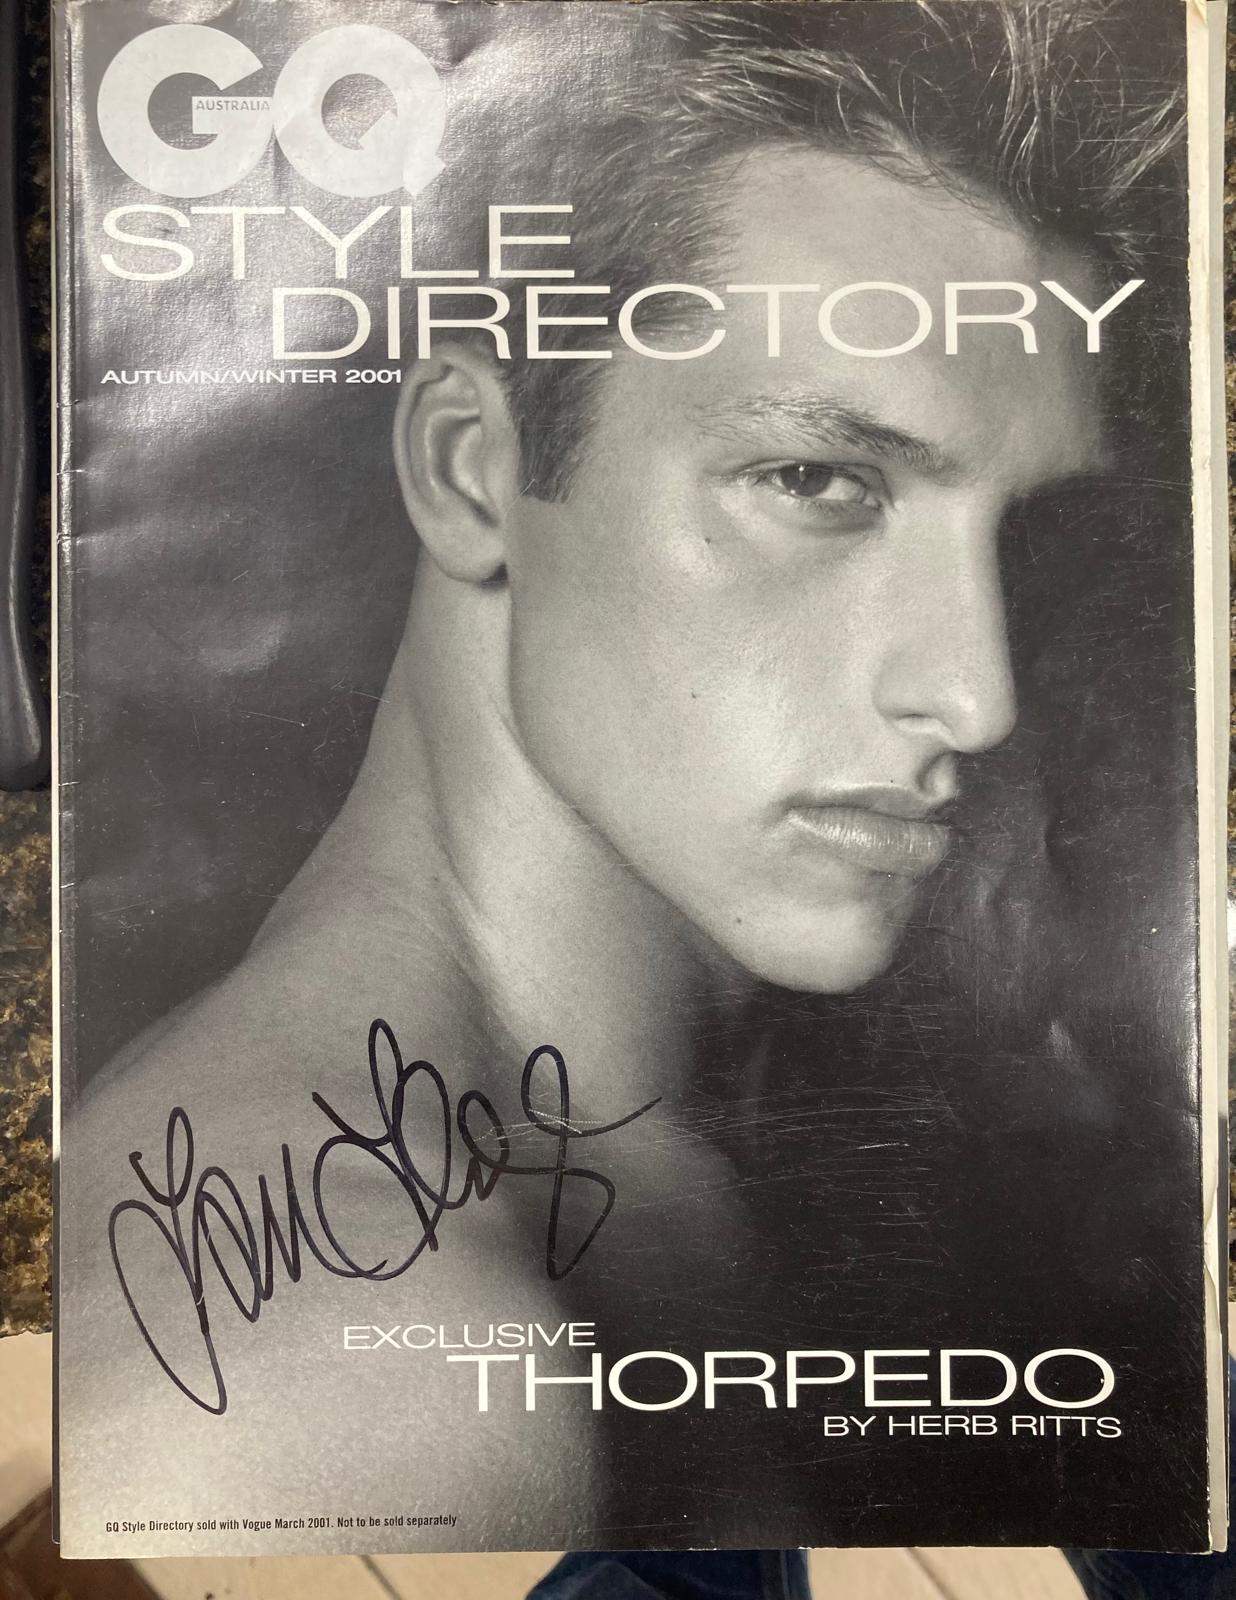 GQ
AUSTRALIA
STYLE
DIRECTORY
AUTUMN/WINTER 2001
EXCLUSIVE
THORPEDO
BY HERB RITTS
GQ Style Directory sold with Vogue March 2001. Not to be sold separately